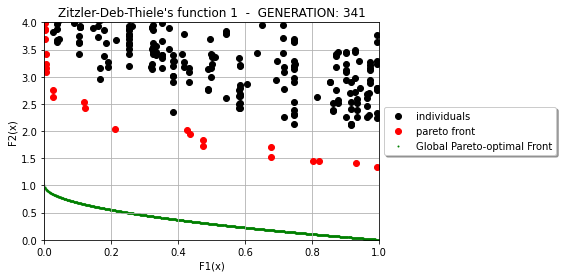 Zitzler-Deb-Thiele's function 1 - GENERATION: 341
4.0
3.5
3.0
2.5
2.0
1.5
1.0
0.5
0.0
F2(x)
0.0 0.2 0.4 0.6 0.8 1.0
F1(x)
individuals
pareto front
Global Pareto-optimal Front